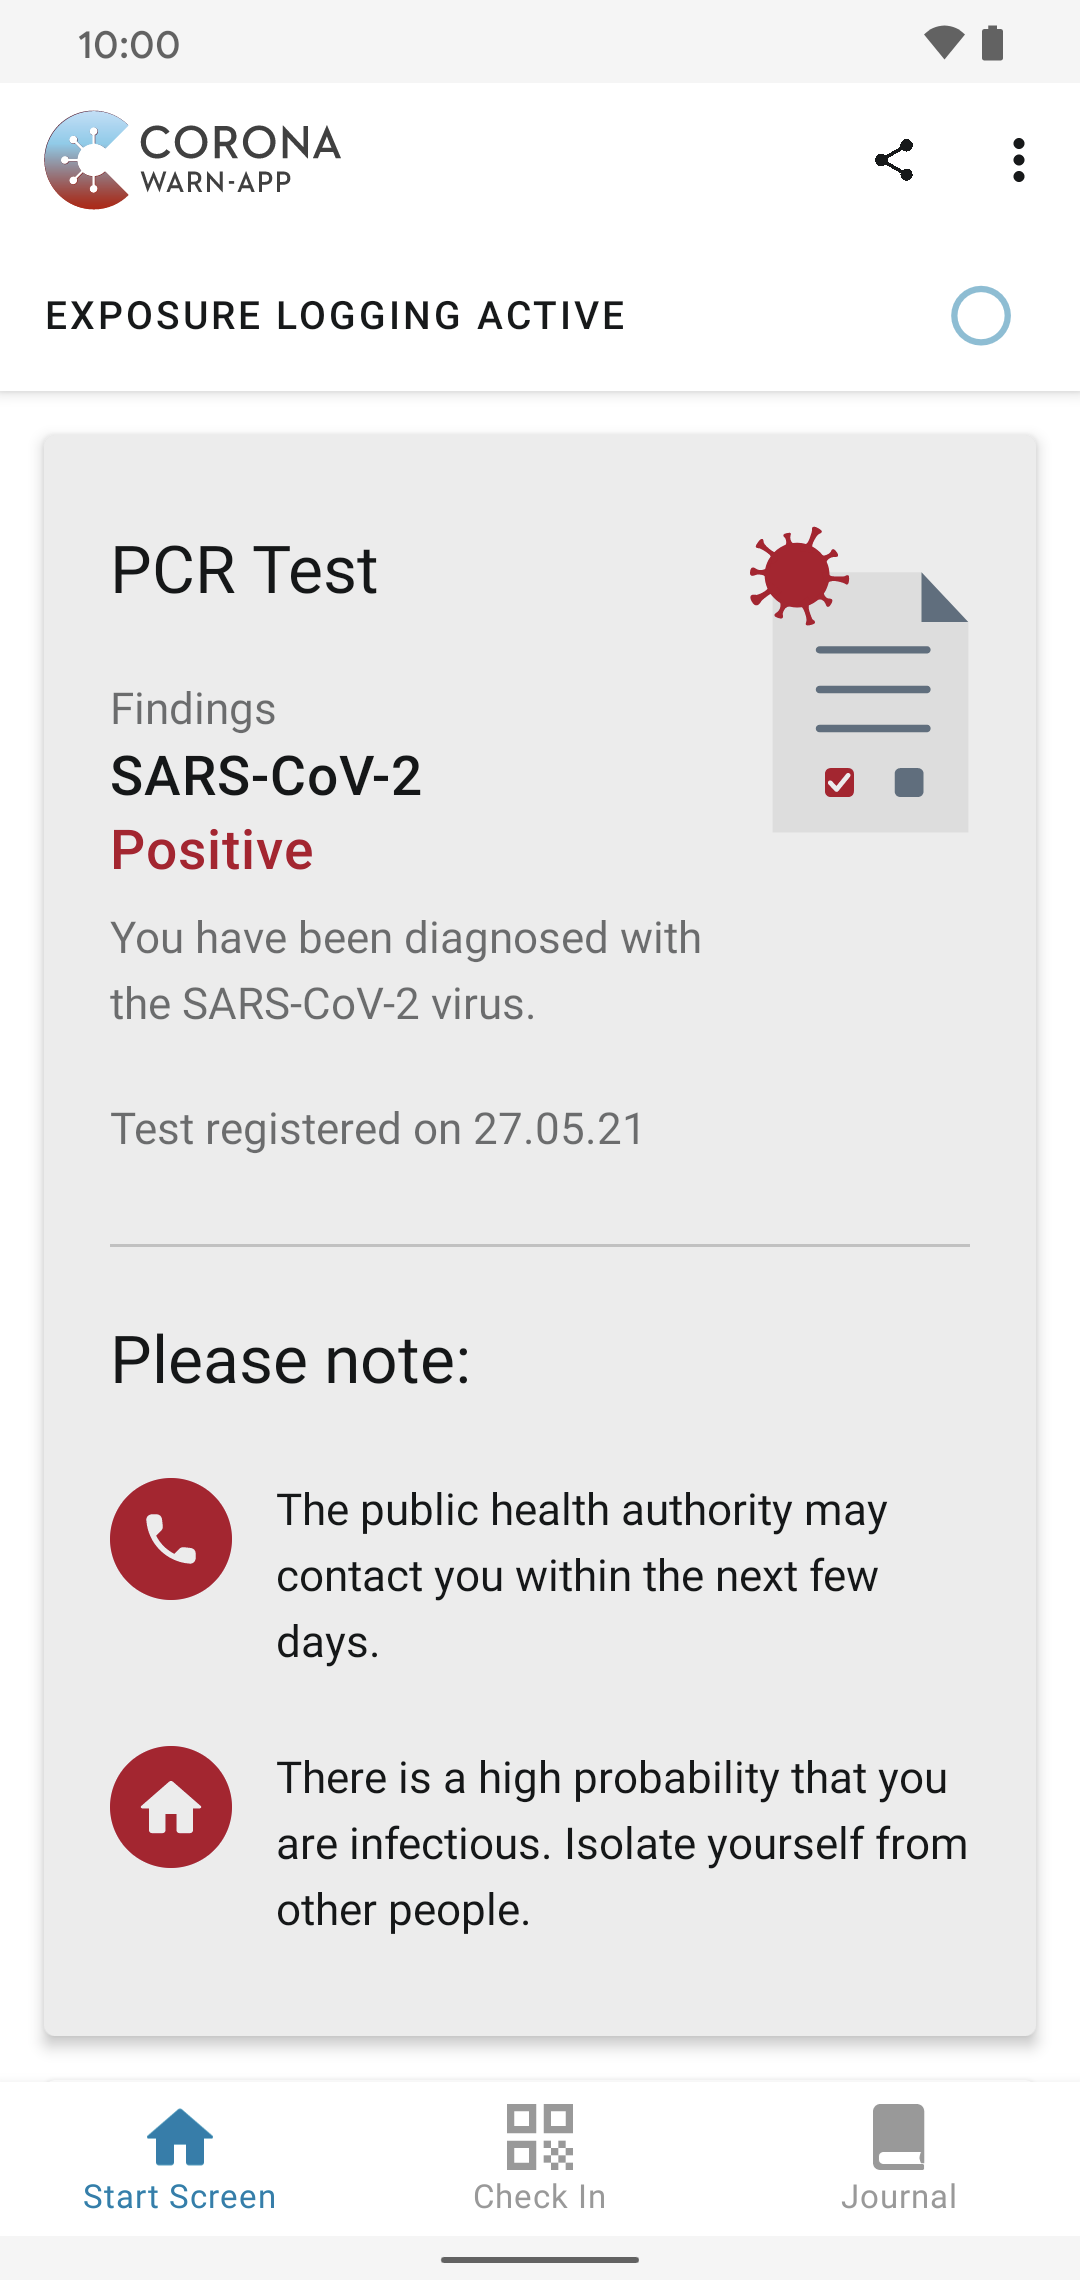 10:00
CORONA
WARN-APP
EXPOSURE LOGGING ACTIVE
PCR Test
Findings
SARS-CoV-2
Positive
You have been diagnosed with
the SARS-CoV-2 virus.
Test registered on 27.05.21
Please note:
The public health authority may
contact you within the next few
days.
There is a high probability that you
are infectious. Isolate yourself from
other people.
Start Screen
Check In
Journal